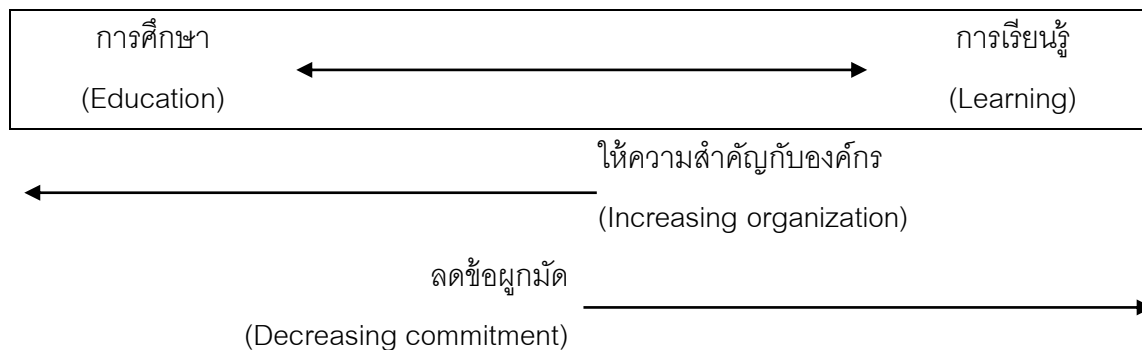 การศึกษา
(Education)
การเรียนรู้
(Learning)
ให้ความสำคัญกับองค์กร
(Increasing organization)
ลดข้อผูกมัด
(Decreasing commitment)